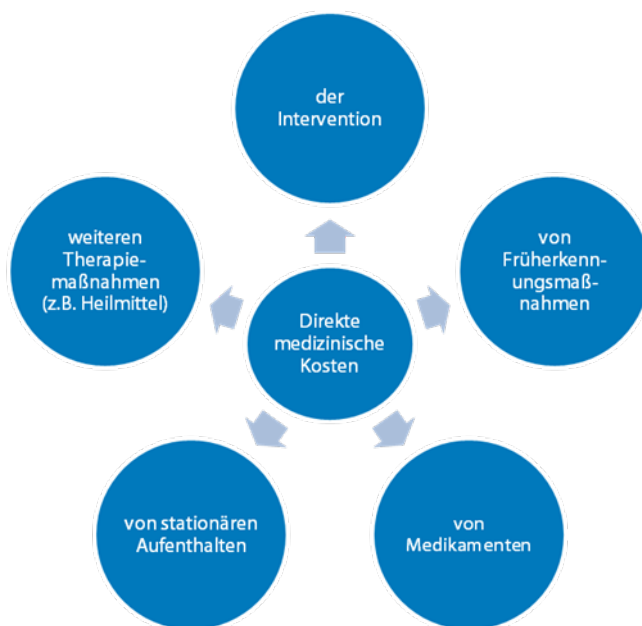 der
Intervention
weiteren
Therapie-
maßnahmen
(z.B. Heilmittel)
von
Früherkenn-
ungsmaß-
nahmen
Direkte
medizinische
Kosten
von stationären
Aufenthalten
von
Medikamenten